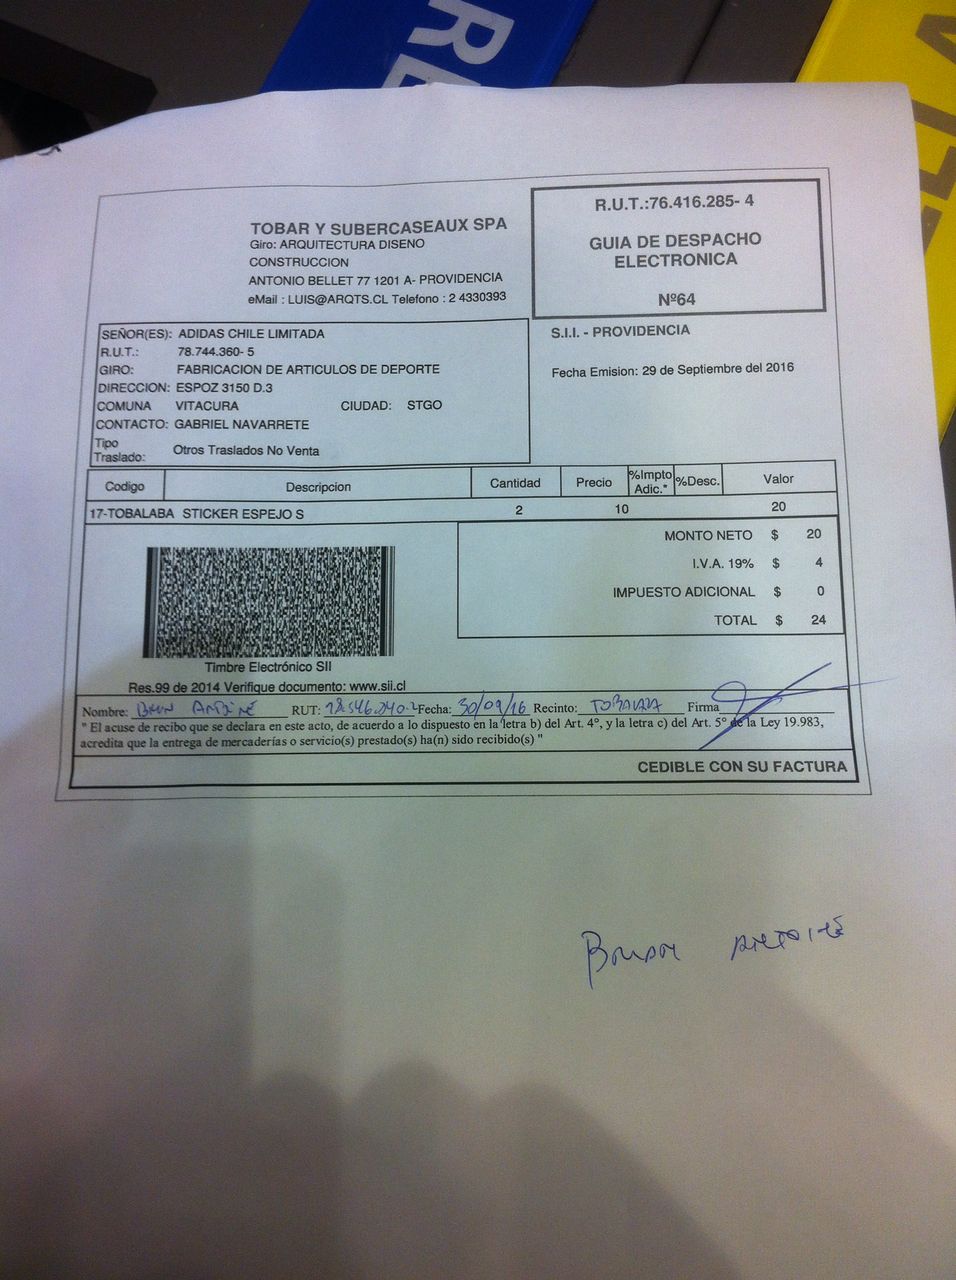 RE
TOBAR Y SUBERCASEAUX SPA
Giro: ARQUITECTURA DISENO
CONSTRUCCION
ANTONIO BELLET 77 1201 A- PROVIDENCIA
eMail : LUIS@ARQTS.CL Telefono : 2 4330393
R.U.T.:76.416.285- 4
GUIA DE DESPACHO
ELECTRONICA
Nº64
S.I.I. - PROVIDENCIA
Fecha Emision: 29 de Septiembre del 2016
SEÑOR(ES): ADIDAS CHILE LIMITADA
R.U.T.: 78.744.360- 5
GIRO: FABRICACION DE ARTICULOS DE DEPORTE
DIRECCION: ESPOZ 3150 D.3
COMUNA VITACURA CIUDAD: STGO
CONTACTO: GABRIEL NAVARRETE
Tipo
Traslado: Otros Traslados No Venta
Codigo Descripcion Cantidad Precio %Impto Adic.* %Desc. Valor
17-TOBALABA STICKER ESPEJO S 2 10 20
MONTO NETO $ 20
I.V.A. 19% $ 4
IMPUESTO ADICIONAL $ 0
TOTAL $ 24
Timbre Electrónico SII
Res.99 de 2014 Verifique documento: www.sii.cl
Nombre: RUT: Fecha: 30/09/16 Recinto: TOBALABA Firma
" El acuse de recibo que se declara en este acto, de acuerdo a lo dispuesto en la letra b) del Art. 4°, y la letra c) del Art. 5° de la Ley 19.983,
acredita que la entrega de mercaderías o servicio(s) prestado(s) ha(n) sido recibido(s) "
CEDIBLE CON SU FACTURA